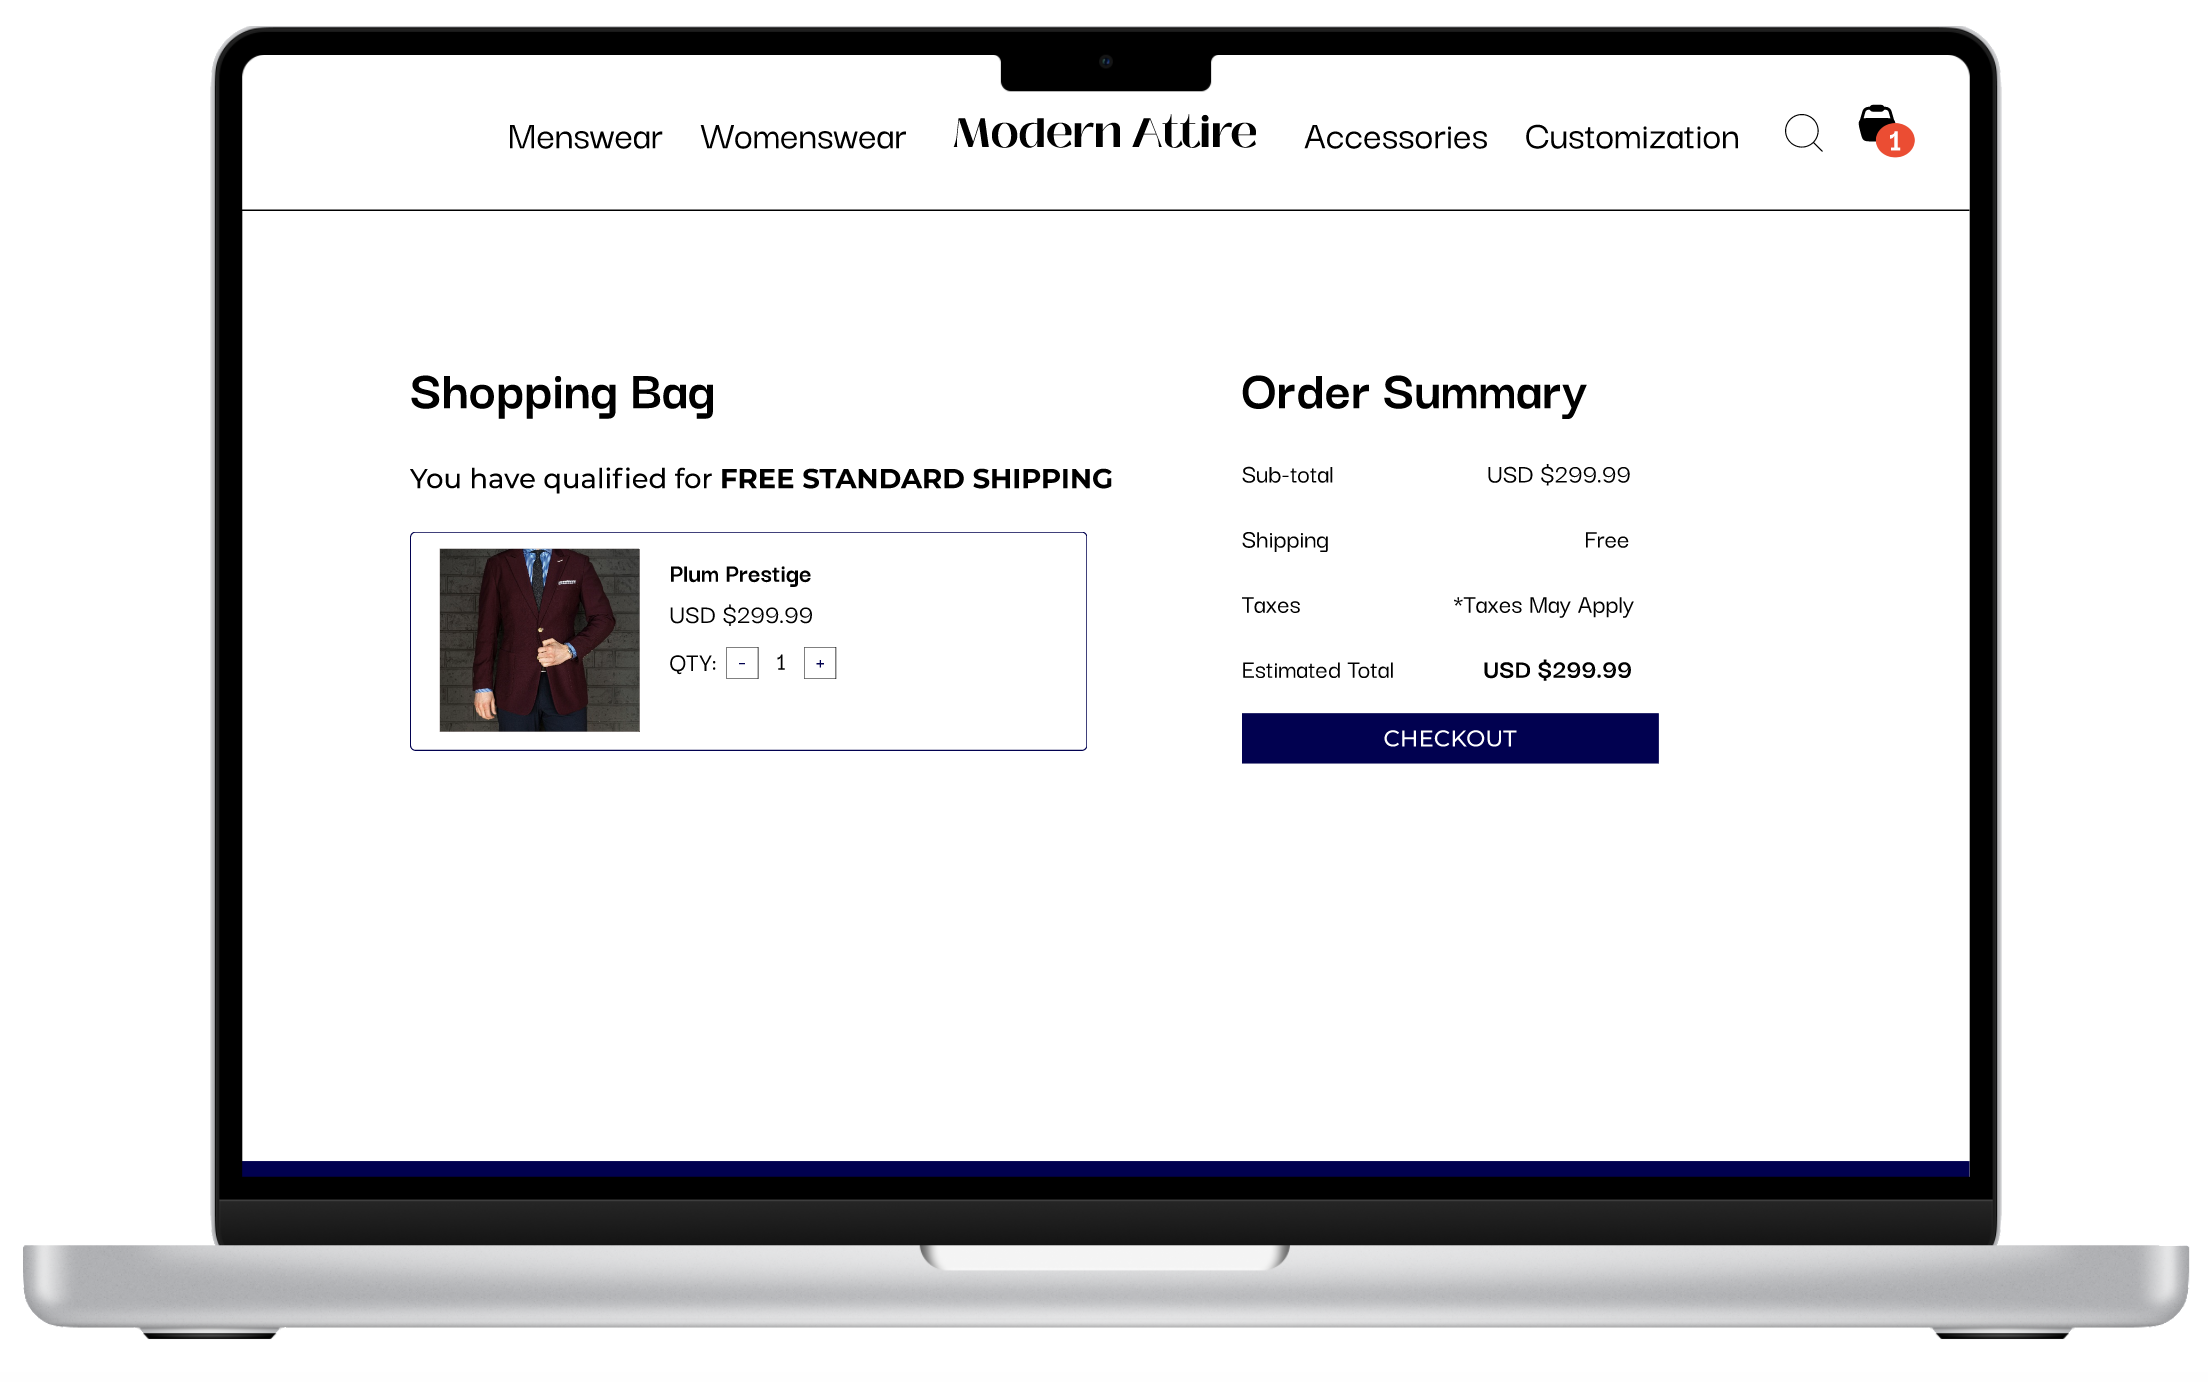 Menswear Womenswear Modern Attire Accessories Customization 1
Shopping Bag
You have qualified for FREE STANDARD SHIPPING
Plum Prestige
USD $299.99
QTY: - 1 +
Order Summary
Sub-total USD $299.99
Shipping Free
Taxes *Taxes May Apply
Estimated Total USD $299.99
CHECKOUT